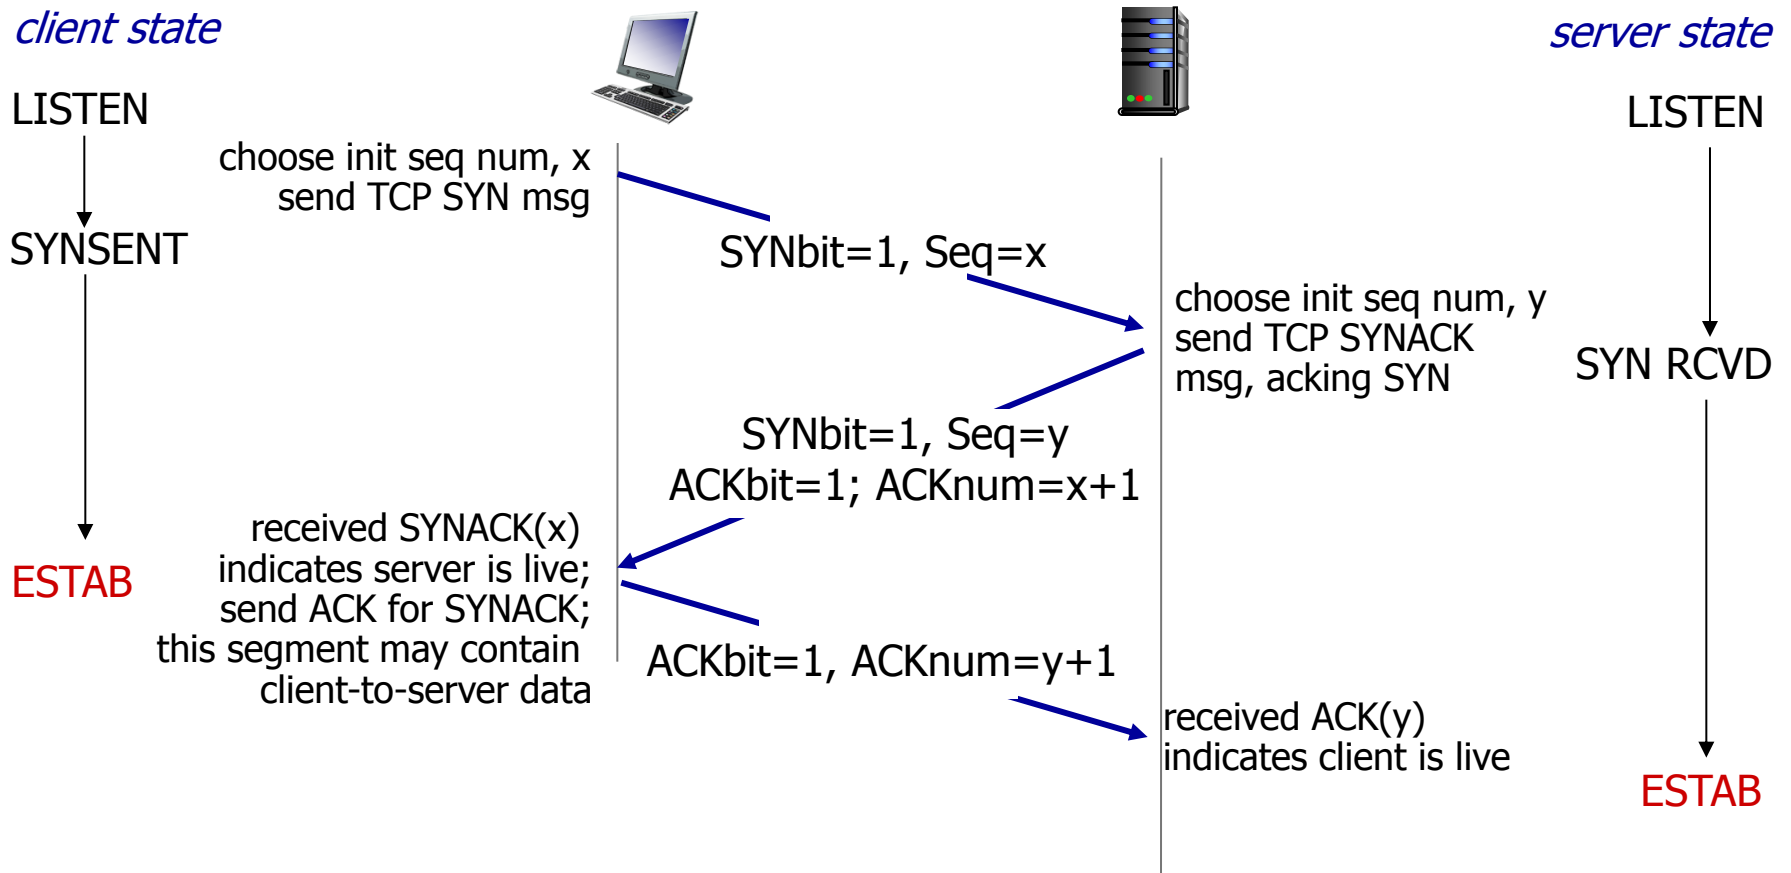 client state
server state
LISTEN
LISTEN
choose init seq num, x
send TCP SYN msg
SYNSENT
SYNbit=1, Seq=x
choose init seq num, y
send TCP SYNACK
msg, acking SYN
SYN RCVD
SYNbit=1, Seq=y
ACKbit=1; ACKnum=x+1
received SYNACK(x)
indicates server is live;
send ACK for SYNACK;
this segment may contain
client-to-server data
ESTAB
ACKbit=1, ACKnum=y+1
received ACK(y)
indicates client is live
ESTAB